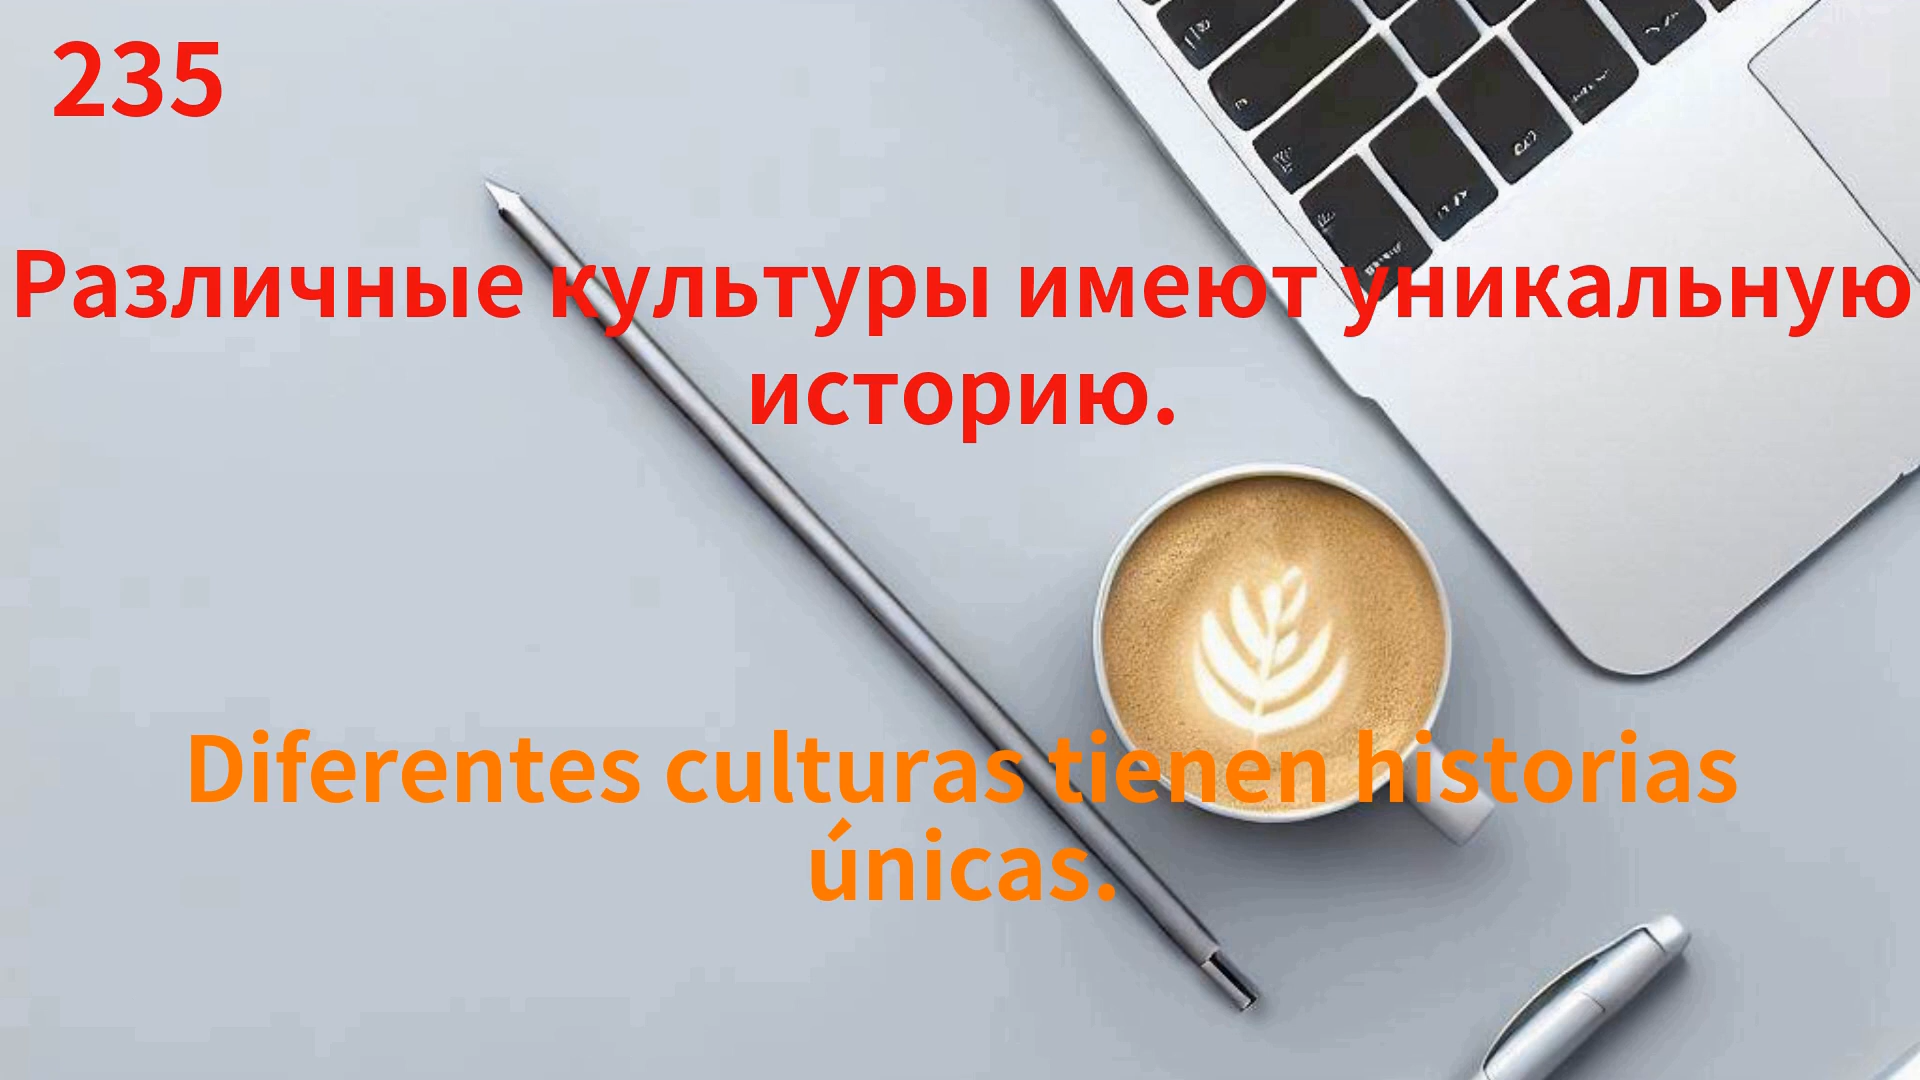 235
Различные культуры имеют уникальную
историю.
Diferentes culturas tienen historias
únicas.